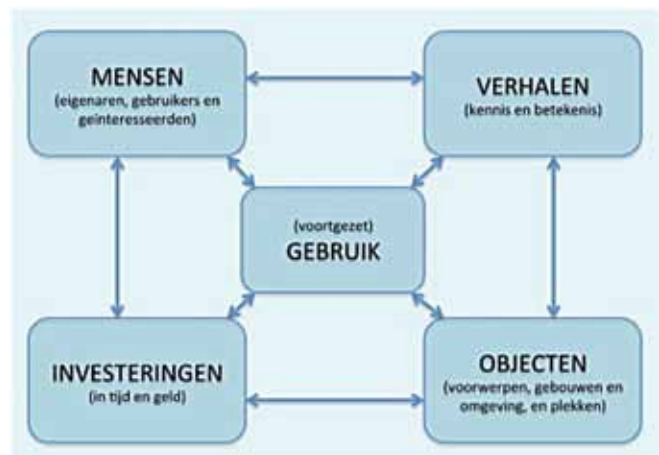 MENSEN
(eigenaren, gebruikers en
geïnteresseerden)
VERHALEN
(kennis en betekenis)
(voortgezet)
GEBRUIK
INVESTERINGEN
(in tijd en geld)
OBJECTEN
(voorwerpen, gebouwen en
omgeving, en plekken)